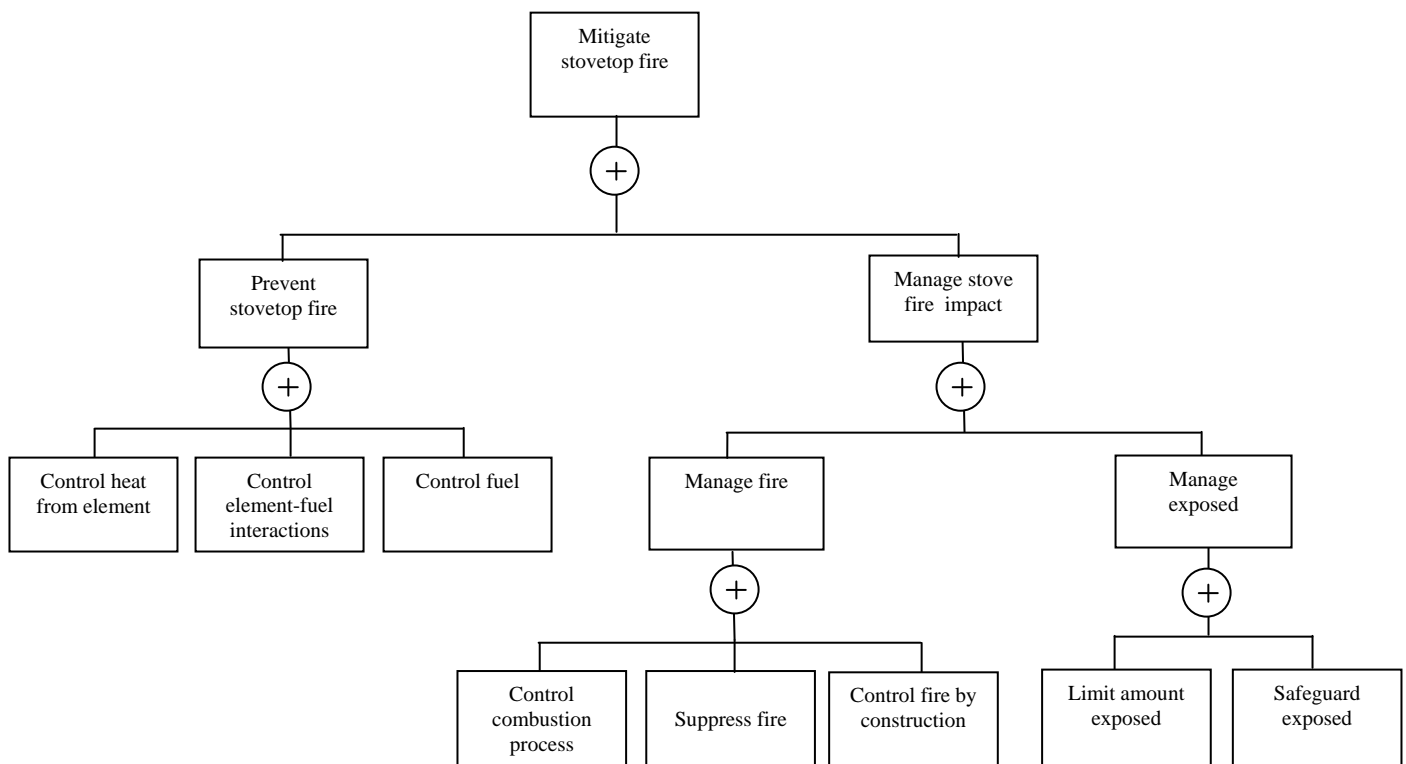 Mitigate
stovetop fire
+
Prevent
stovetop fire
Manage stove
fire impact
+
+
Control heat
from element
Control
element-fuel
interactions
Control fuel
Manage fire
Manage
exposed
+
+
Control
combustion
process
Suppress fire
Control fire by
construction
Limit amount
exposed
Safeguard
exposed